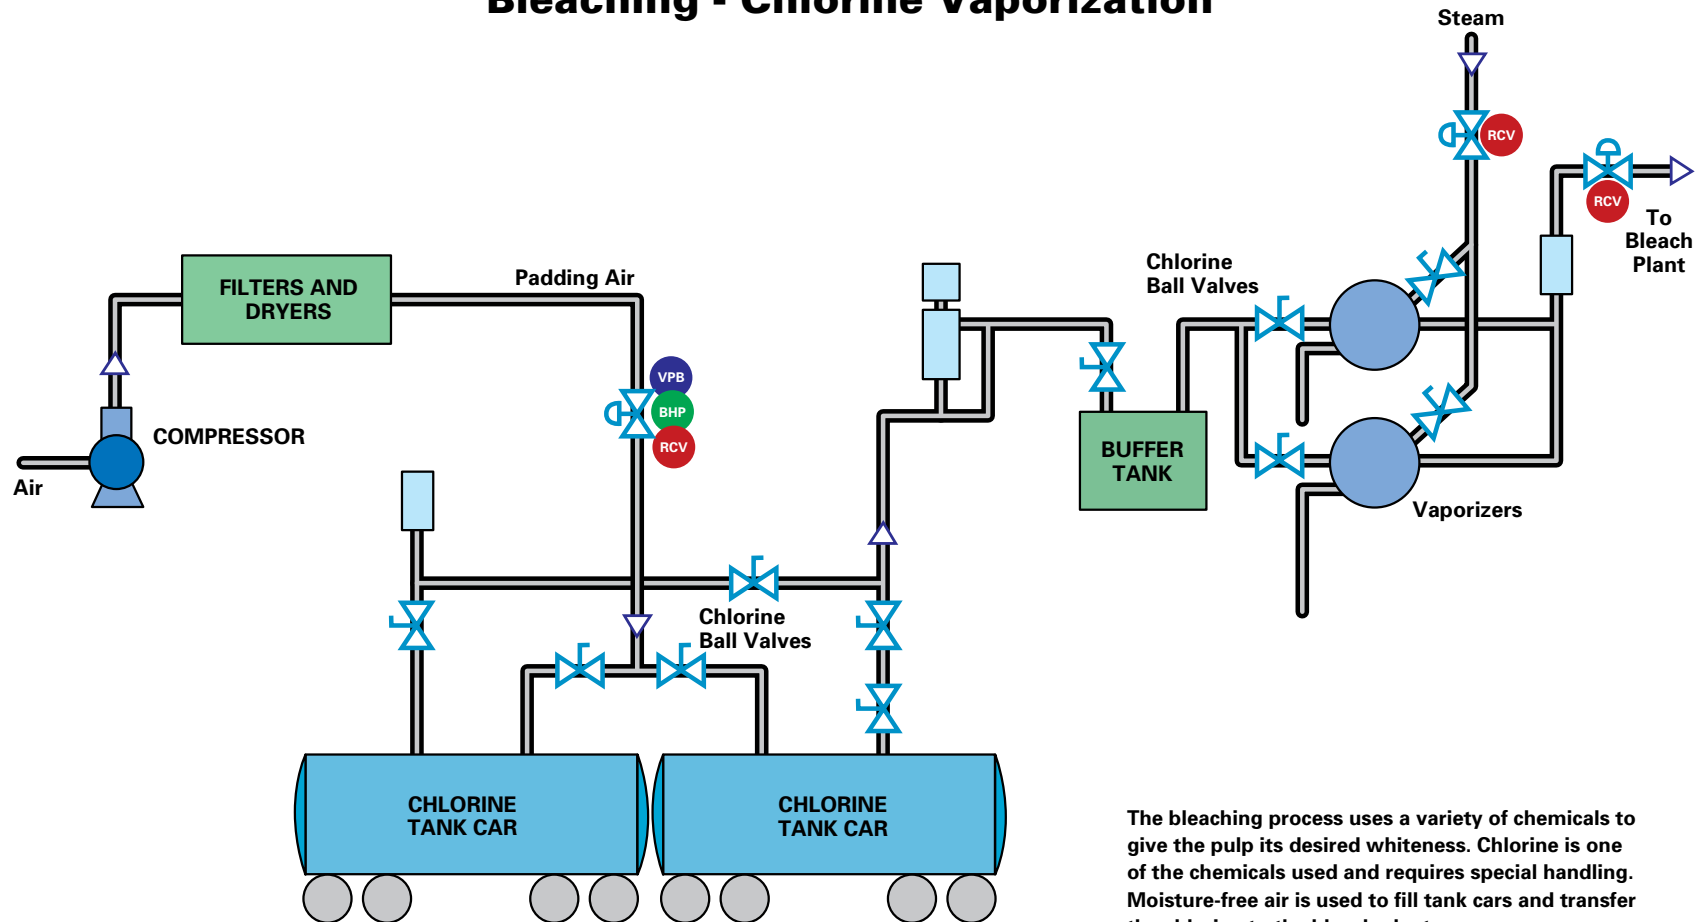 Bleaching - Chlorine Vaporization
Steam
RCV
RCV
To
Bleach
Plant
Chlorine
Ball Valves
FILTERS AND
DRYERS
Padding Air
VPB
BHP
RCV
COMPRESSOR
Air
BUFFER
TANK
Vaporizers
Chlorine
Ball Valves
CHLORINE
TANK CAR
CHLORINE
TANK CAR
The bleaching process uses a variety of chemicals to
give the pulp its desired whiteness. Chlorine is one
of the chemicals used and requires special handling.
Moisture-free air is used to fill tank cars and transfer